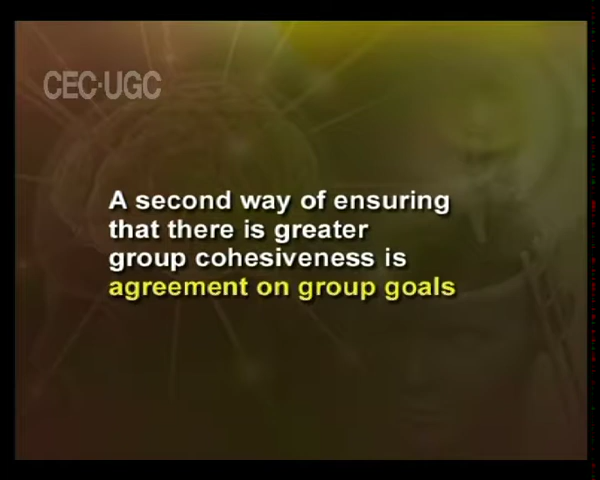 CEC-UGC
A second way of ensuring
that there is greater
group cohesiveness is
agreement on group goals